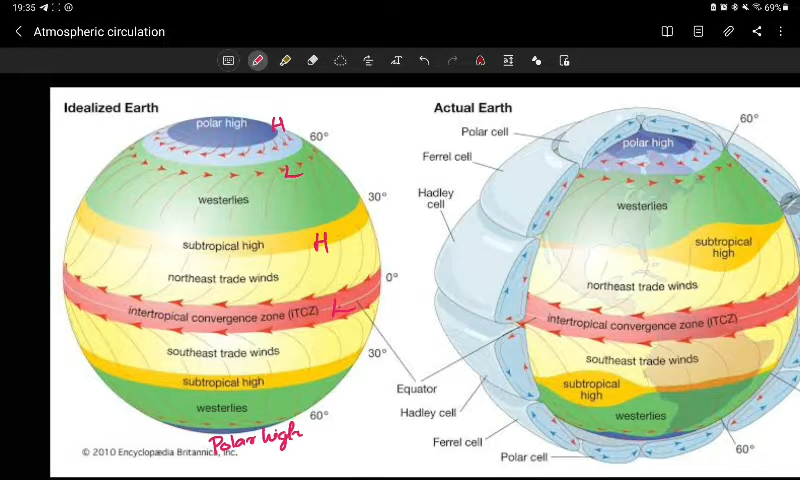 19:35
69%
Atmospheric circulation
Idealized Earth
polar high
H
60°
L
westerlies
30°
subtropical high
H
northeast trade winds
0°
intertropical convergence zone (ITCZ)
L
southeast trade winds
30°
subtropical high
westerlies
60°
Polar high
© 2010 Encyclopædia Britannica, Inc.
Actual Earth
Polar cell
60°
polar high
Ferrel cell
Hadley
cell
westerlies
subtropical
high
northeast trade winds
intertropical convergence zone (ITCZ)
southeast trade winds
Equator
subtropical
high
Hadley cell
westerlies
Ferrel cell
60°
Polar cell